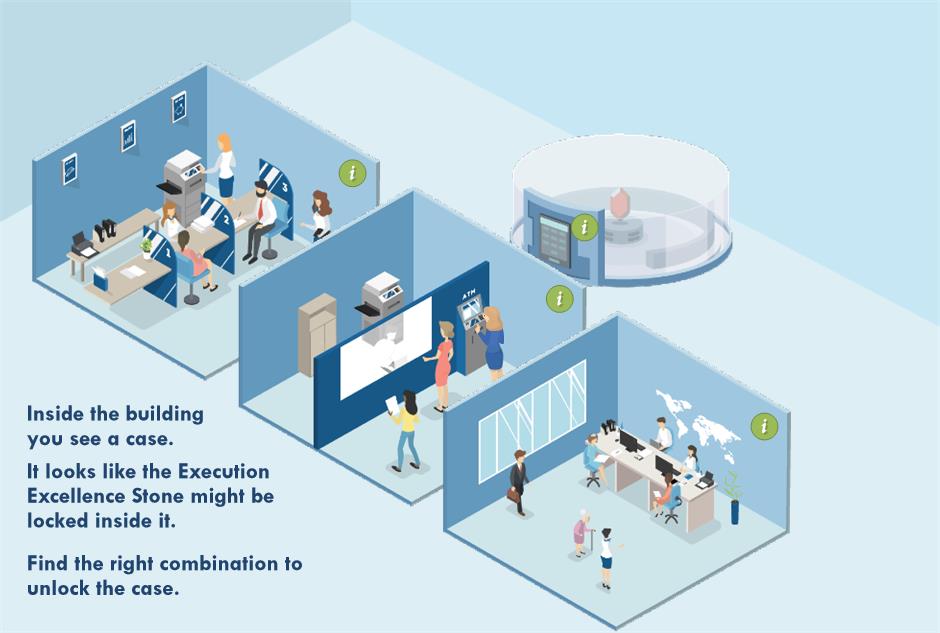 3
2
1
i
i
ATM
i
i
Inside the building
you see a case.
It looks like the Execution
Excellence Stone might be
locked inside it.
Find the right combination to
unlock the case.